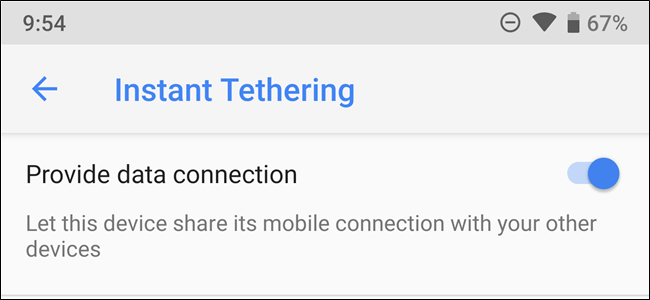 9:54 67%
Instant Tethering
Provide data connection
Let this device share its mobile connection with your other
devices